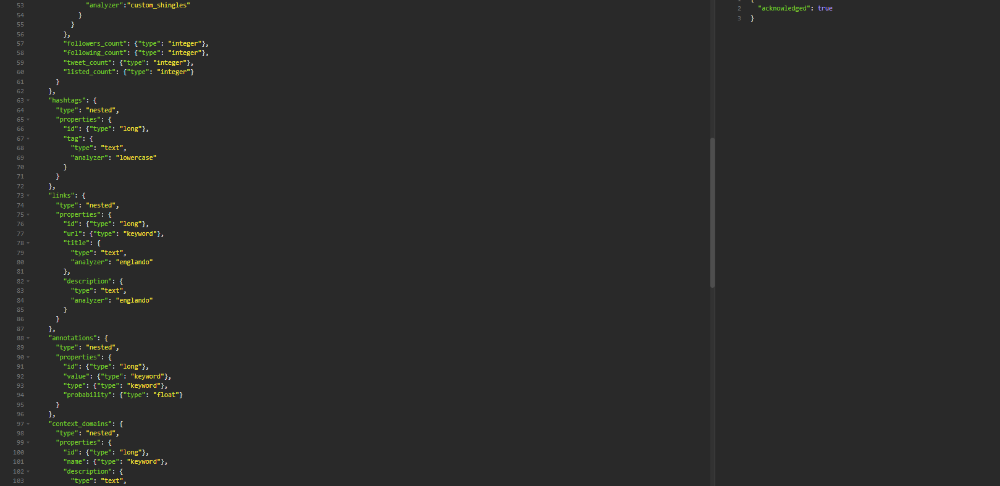 53 "analyzer":"custom_shingles"
54 }
55 }
56 },
57 "followers_count": {"type": "integer"},
58 "following_count": {"type": "integer"},
59 "tweet_count": {"type": "integer"},
60 "listed_count": {"type": "integer"}
61 }
62 },
63 "hashtags": {
64 "type": "nested",
65 "properties": {
66 "id": {"type": "long"},
67 "tag": {
68 "type": "text",
69 "analyzer": "lowercase"
70 }
71 }
72 },
73 "links": {
74 "type": "nested",
75 "properties": {
76 "id": {"type": "long"},
77 "url": {"type": "keyword"},
78 "title": {
79 "type": "text",
80 "analyzer": "englando"
81 },
82 "description": {
83 "type": "text",
84 "analyzer": "englando"
85 }
86 }
87 },
88 "annotations": {
89 "type": "nested",
90 "properties": {
91 "id": {"type": "long"},
92 "value": {"type": "keyword"},
93 "type": {"type": "keyword"},
94 "probability": {"type": "float"}
95 }
96 },
97 "context_domains": {
98 "type": "nested",
99 "properties": {
100 "id": {"type": "long"},
101 "name": {"type": "keyword"},
102 "description": {
103 "type": "text",
1 {
2 "acknowledged": true
3 }